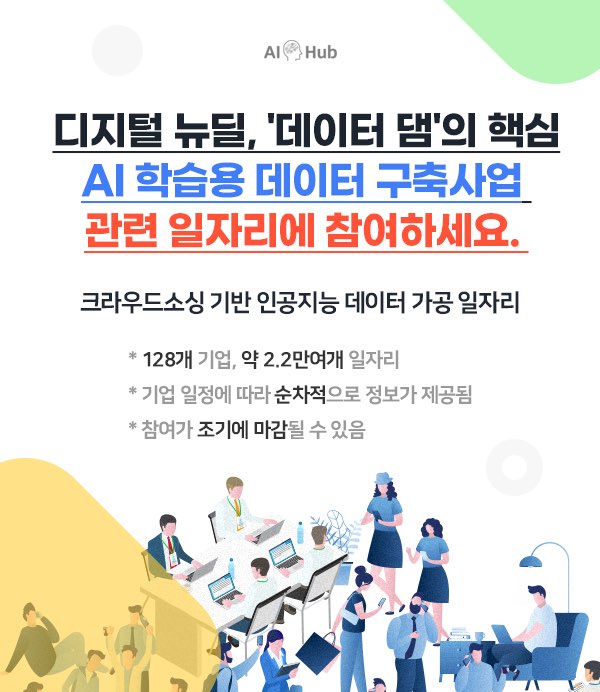 AI Hub
디지털 뉴딜, '데이터 댐'의 핵심
AI 학습용 데이터 구축사업
관련 일자리에 참여하세요.
크라우드소싱 기반 인공지능 데이터 가공 일자리
* 128개 기업, 약 2.2만여개 일자리
* 기업 일정에 따라 순차적으로 정보가 제공됨
* 참여가 조기에 마감될 수 있음